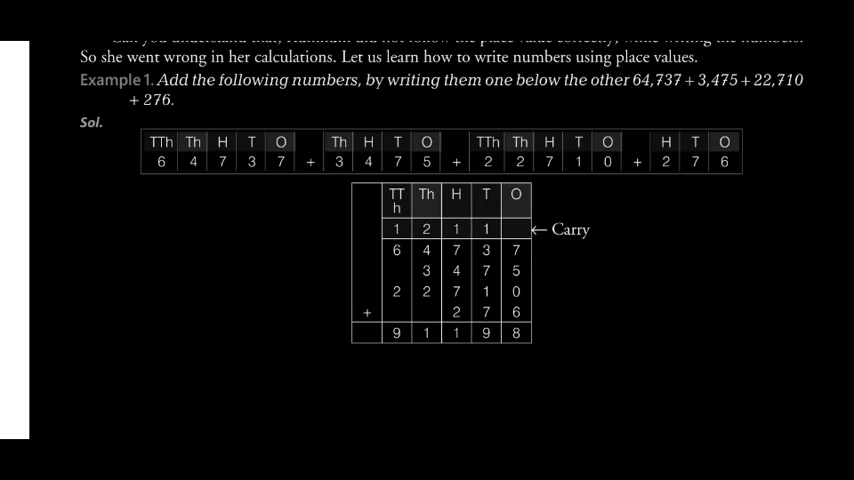 So she went wrong in her calculations. Let us learn how to write numbers using place values.
Example 1. Add the following numbers, by writing them one below the other 64,737 + 3,475 + 22,710
+ 276.
Sol.
TTh Th H T O Th H T O TTh Th H T O H T O
6 4 7 3 7 + 3 4 7 5 + 2 2 7 1 0 + 2 7 6
TT Th H T O
h
1 2 1 1 ← Carry
6 4 7 3 7
3 4 7 5
2 2 7 1 0
+ 2 7 6
9 1 1 9 8